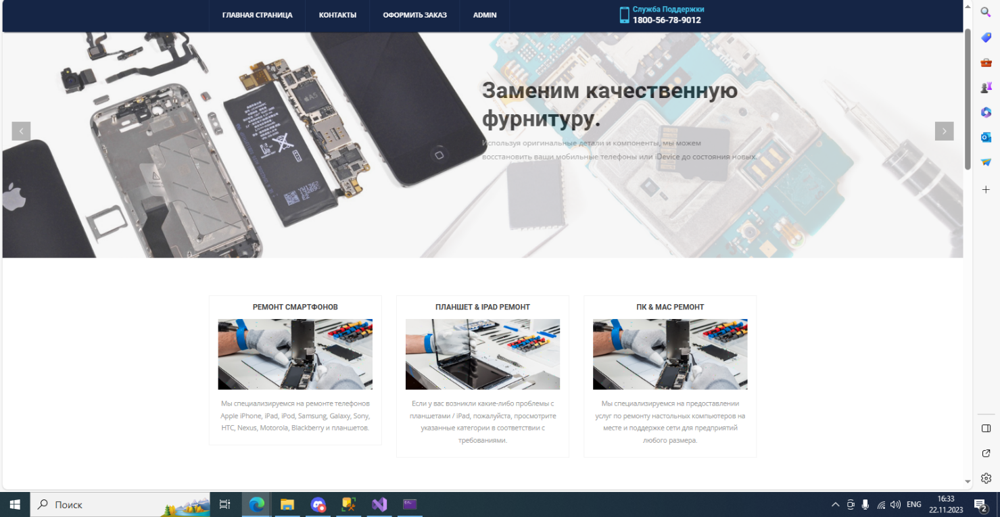 ГЛАВНАЯ СТРАНИЦА
КОНТАКТЫ
ОФОРМИТЬ ЗАКАЗ
ADMIN
Служба Поддержки
1800-56-78-9012
Заменим качественную
фурнитуру.
Используя оригинальные детали и компоненты, мы можем
восстановить ваши мобильные телефоны или iDevice до состояния новых.
A5
РЕМОНТ СМАРТФОНОВ
Мы специализируемся на ремонте телефонов
Apple iPhone, iPad, iPod, Samsung, Galaxy, Sony,
HTC, Nexus, Motorola, Blackberry и планшетов.
ПЛАНШЕТ & IPAD РЕМОНТ
Если у вас возникли какие-либо проблемы с
планшетами / iPad, пожалуйста, просмотрите
указанные категории в соответствии с
требованиями.
ПК & MAC РЕМОНТ
Мы специализируемся на предоставлении
услуг по ремонту настольных компьютеров на
месте и поддержке сети для предприятий
любого размера.
Поиск
ENG
16:33
22.11.2023
2